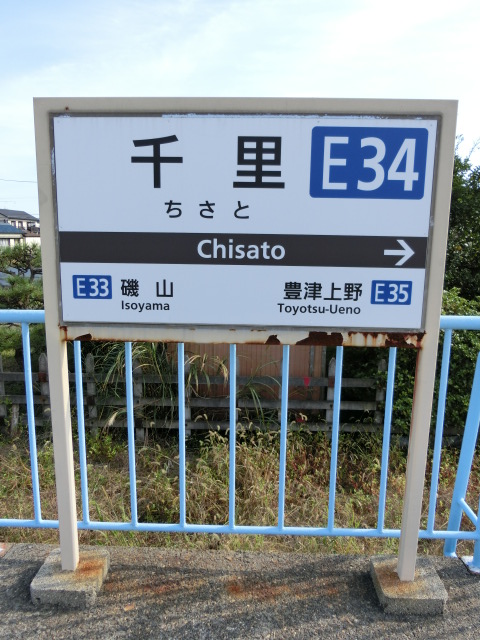 千里 E34
ちさと
Chisato →
E33 磯山 豊津上野 E35
Isoyama Toyotsu-Ueno